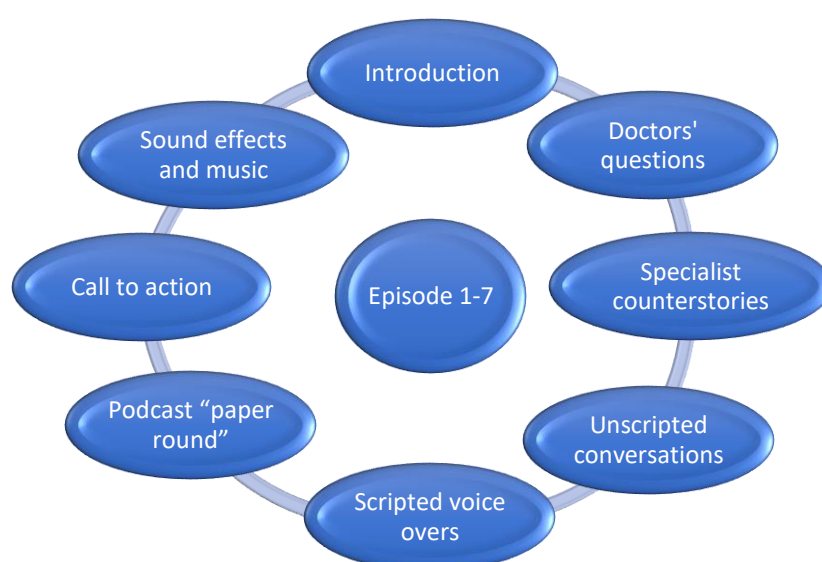 Introduction
Doctors'
questions
Specialist
counterstories
Unscripted
conversations
Scripted voice
overs
Podcast “paper
round”
Call to action
Sound effects
and music
Episode 1-7